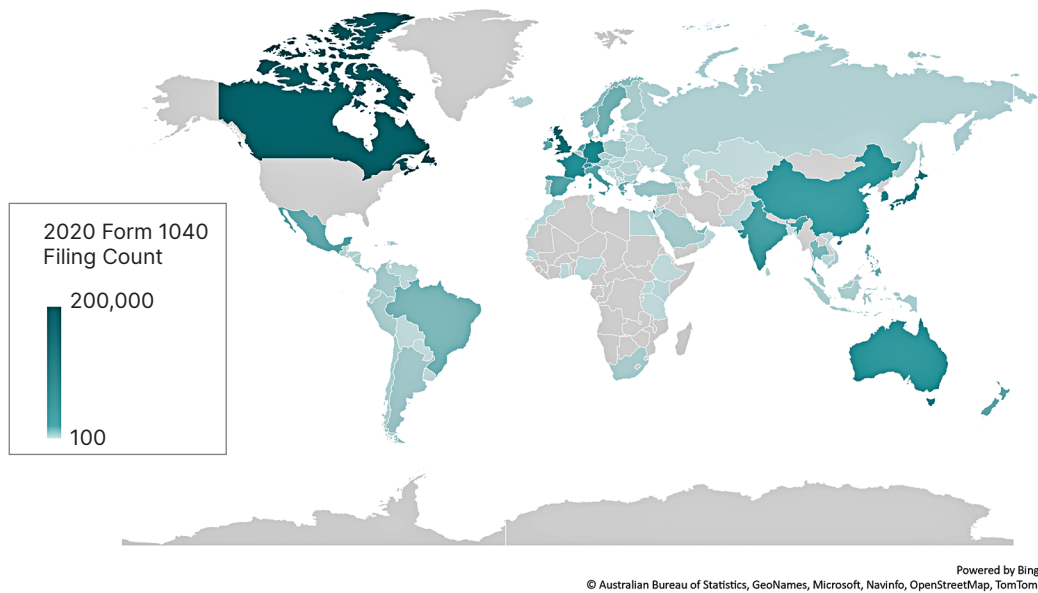 2020 Form 1040
Filing Count
200,000
100
Powered by Bing
© Australian Bureau of Statistics, GeoNames, Microsoft, Navinfo, OpenStreetMap, TomTom